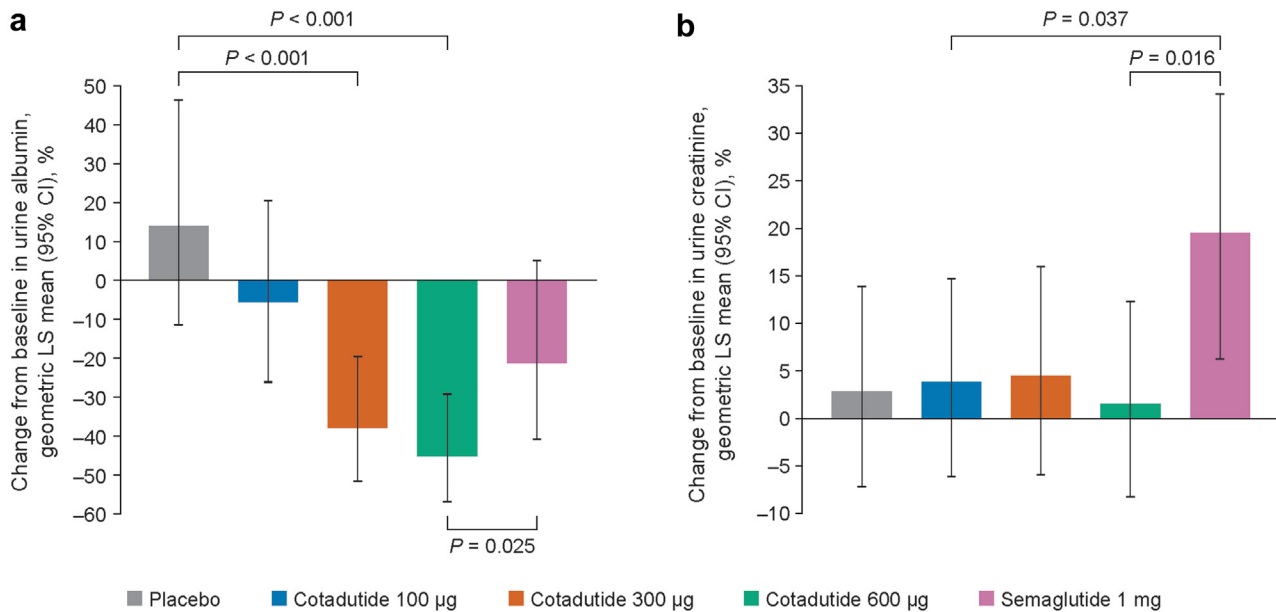 a
P < 0.001
P < 0.001
Change from baseline in urine albumin,
geometric LS mean (95% CI), %
50
40
30
20
10
0
–10
–20
–30
–40
–50
–60
P = 0.025
b
P = 0.037
P = 0.016
Change from baseline in urine creatinine,
geometric LS mean (95% CI), %
35
30
25
20
15
10
5
0
–5
–10
Placebo
Cotadutide 100 µg
Cotadutide 300 µg
Cotadutide 600 µg
Semaglutide 1 mg